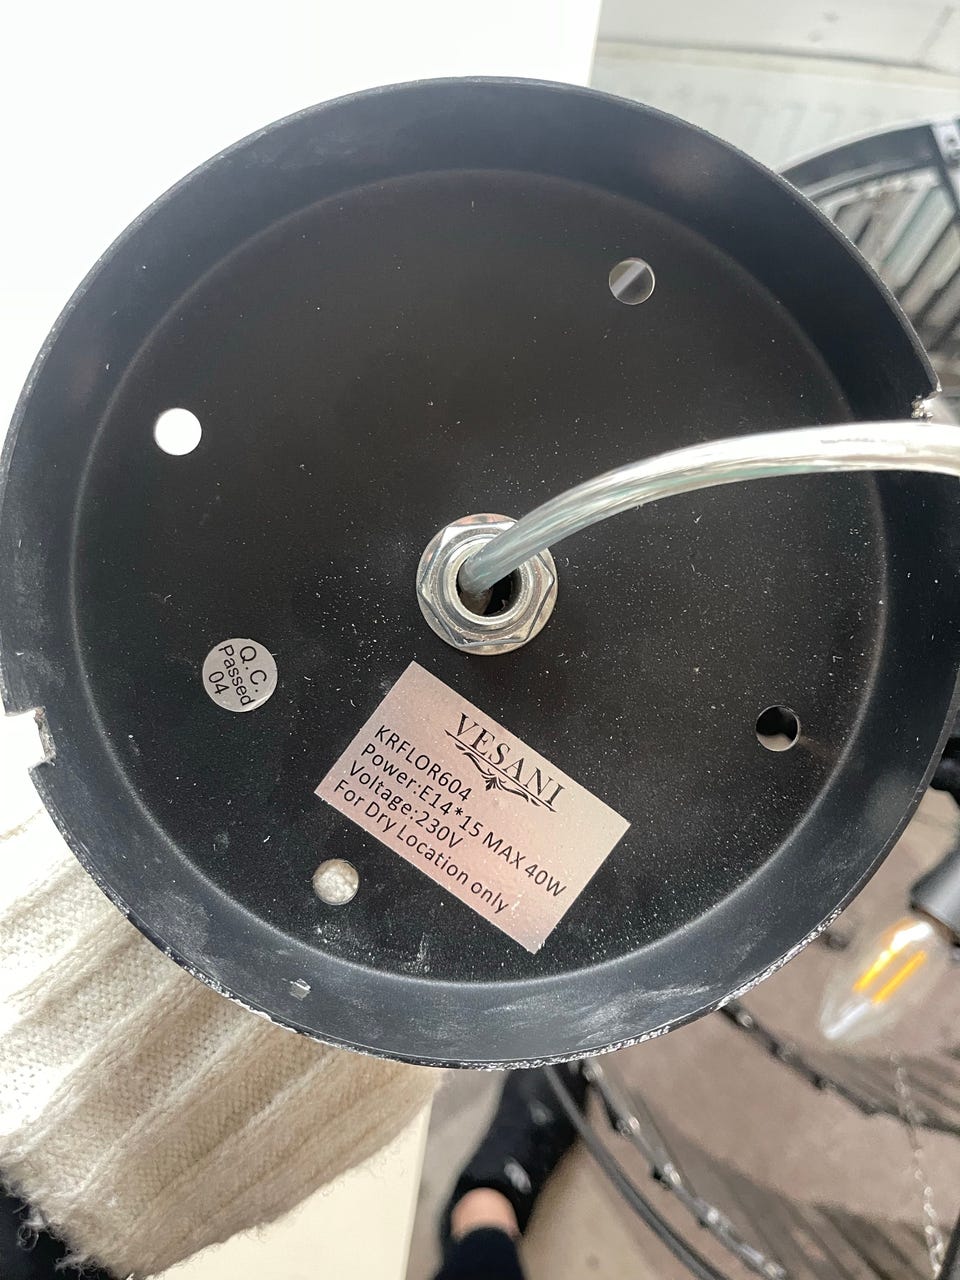 Q.C.
Passed
04
VESANI
KRFLOR604
Power:E14*15 MAX 40W
Voltage:230V
For Dry Location only